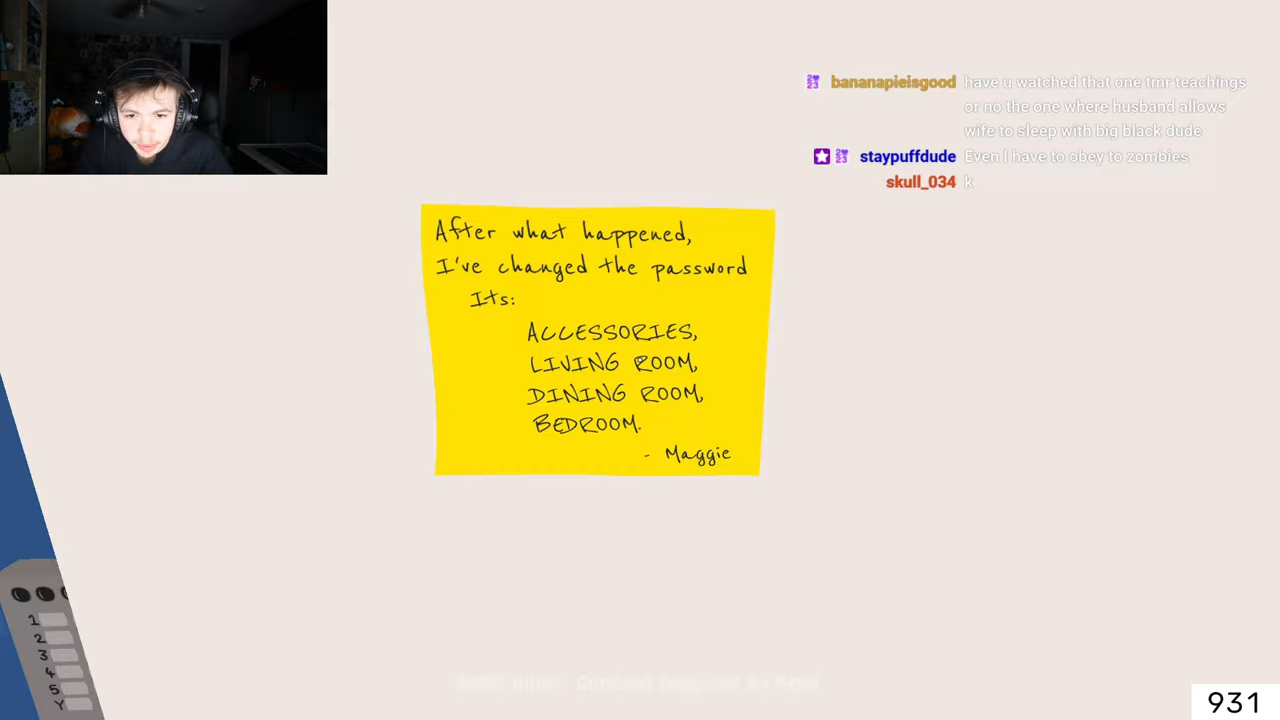 bananapieisgood have u watched that one tmr teachings
or no the one where husband allows
wife to sleep with big black dude
staypuffdude Even I have to obey to zombies
skull_034 k
After what happened,
I've changed the password
Its:
ACCESSORIES,
LIVING ROOM,
DINING ROOM,
BEDROOM.
- Maggie
1
2
3
4
5
Y
931